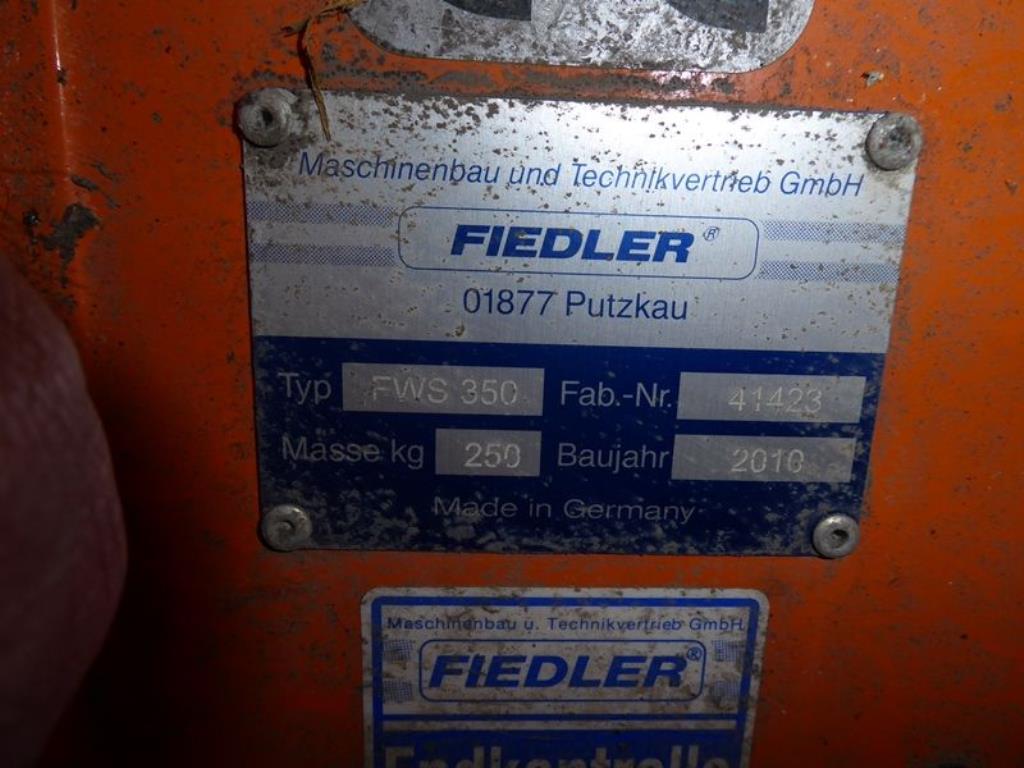 Maschinenbau und Technikvertrieb GmbH
FIEDLER ®
01877 Putzkau
Typ FWS 350 Fab.-Nr. 41423
Masse kg 250 Baujahr 2010
Made in Germany
Maschinenbau u. Technikvertrieb GmbH
FIEDLER ®
Endkontrolle